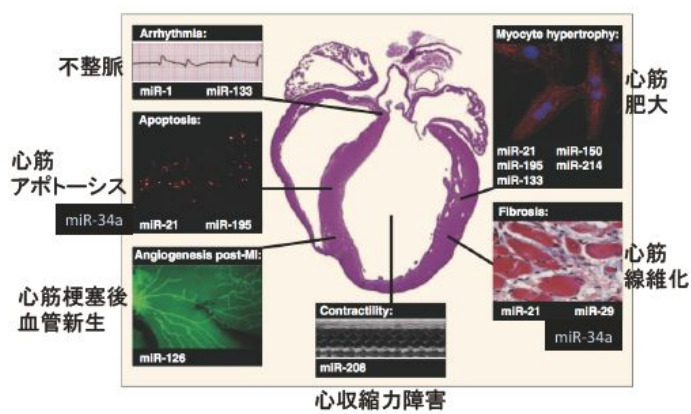 不整脈
Arrhythmia:
miR-1 miR-133
心筋
アポトーシス
miR-34a
Apoptosis:
miR-21 miR-195
心筋梗塞後
血管新生
Angiogenesis post-MI:
miR-126
Contractility:
miR-208
心収縮力障害
Myocyte hypertrophy:
miR-21 miR-150
miR-195 miR-214
miR-133
心筋
肥大
Fibrosis:
miR-21 miR-29
miR-34a
心筋
線維化